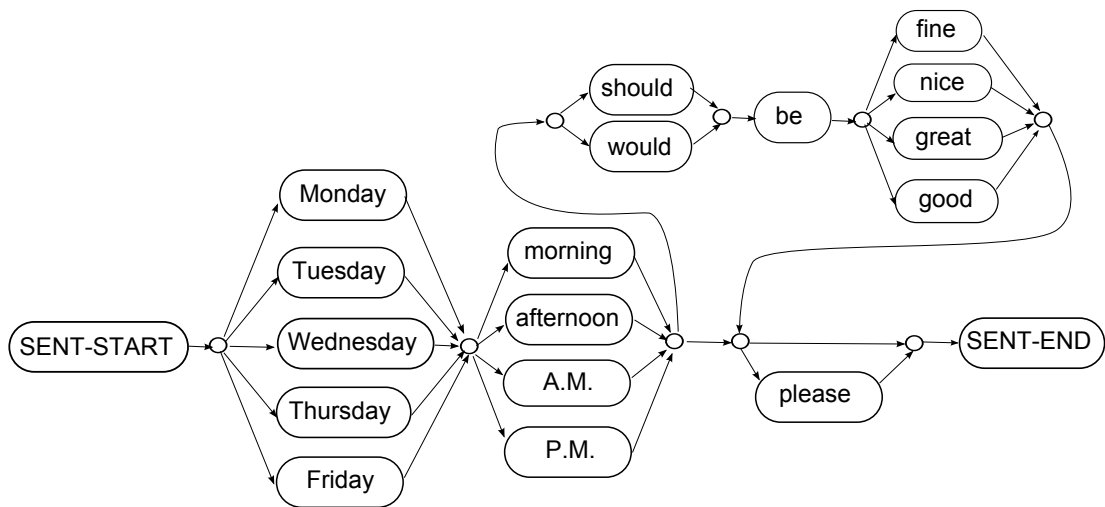 fine
should
nice
be
would
great
good
Monday
morning
Tuesday
afternoon
SENT-START
Wednesday
SENT-END
A.M.
Thursday
please
P.M.
Friday